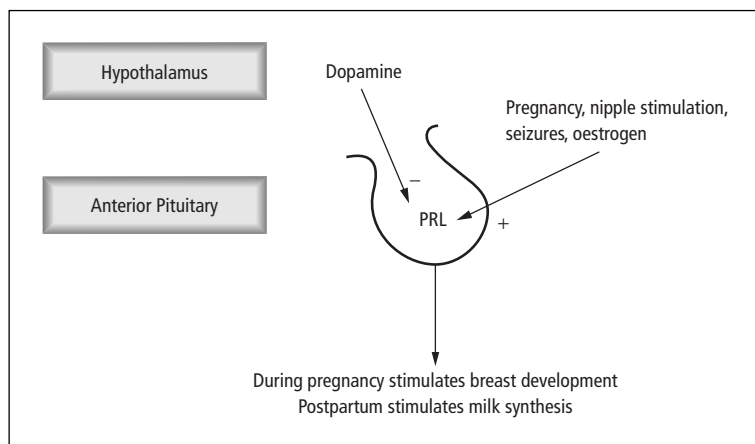 Hypothalamus
Dopamine
Pregnancy, nipple stimulation,
seizures, oestrogen
Anterior Pituitary
−
PRL
+
During pregnancy stimulates breast development
Postpartum stimulates milk synthesis